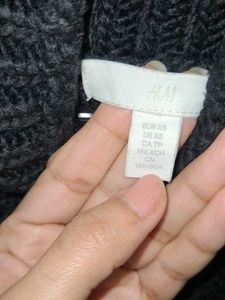 H&M
EUR XS
US XS
CA TP
MX XCH
CN
160/80A